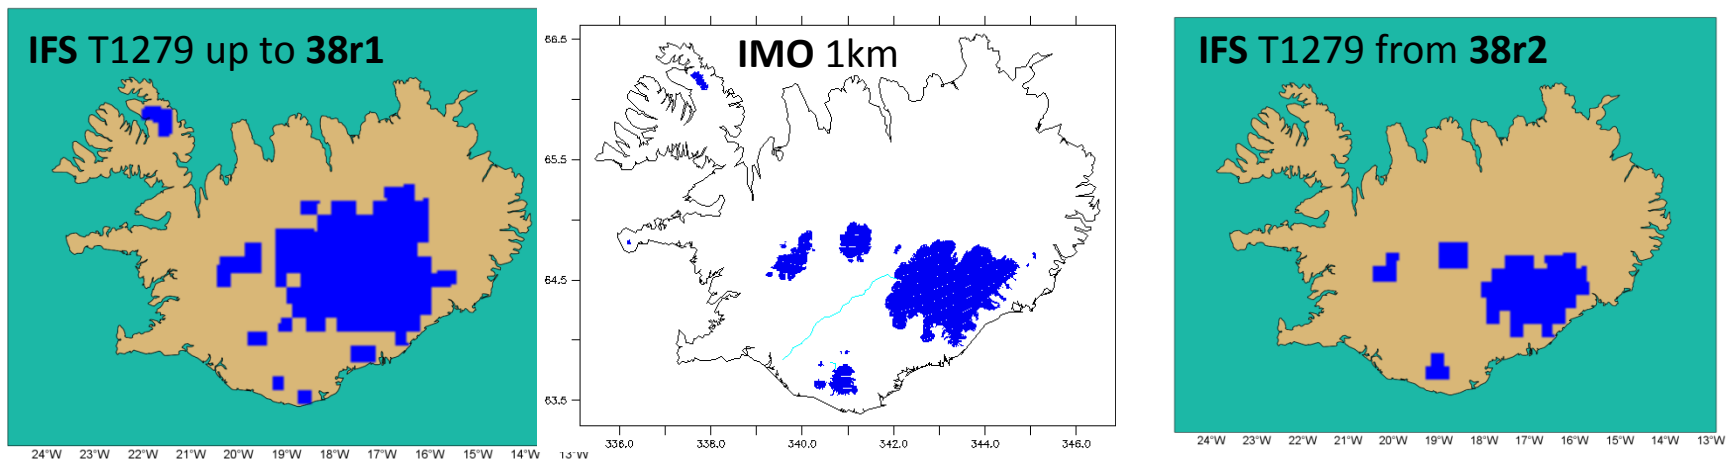 IFS T1279 up to 38r1
IMO 1km
IFS T1279 from 38r2
66.5
65.5
64.5
63.5
336.0 338.0 340.0 342.0 344.0 346.0
24°W 23°W 22°W 21°W 20°W 19°W 18°W 17°W 16°W 15°W 14°W 13°W
24°W 23°W 22°W 21°W 20°W 19°W 18°W 17°W 16°W 15°W 14°W 13°W